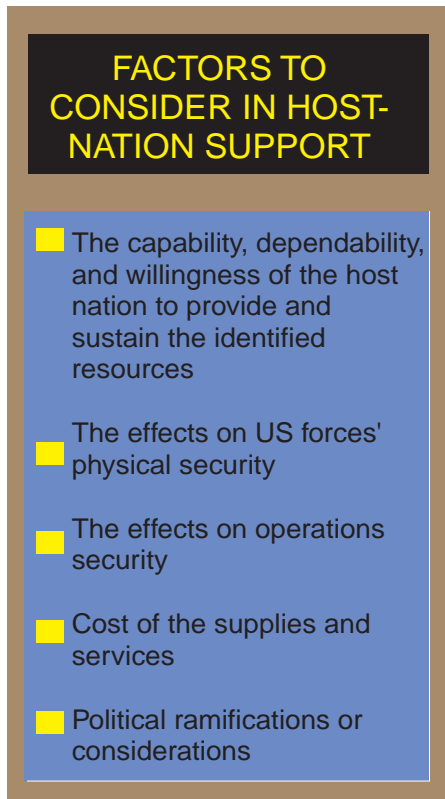 FACTORS TO
CONSIDER IN HOST-
NATION SUPPORT
The capability, dependability,
and willingness of the host
nation to provide and
sustain the identified
resources
The effects on US forces'
physical security
The effects on operations
security
Cost of the supplies and
services
Political ramifications or
considerations